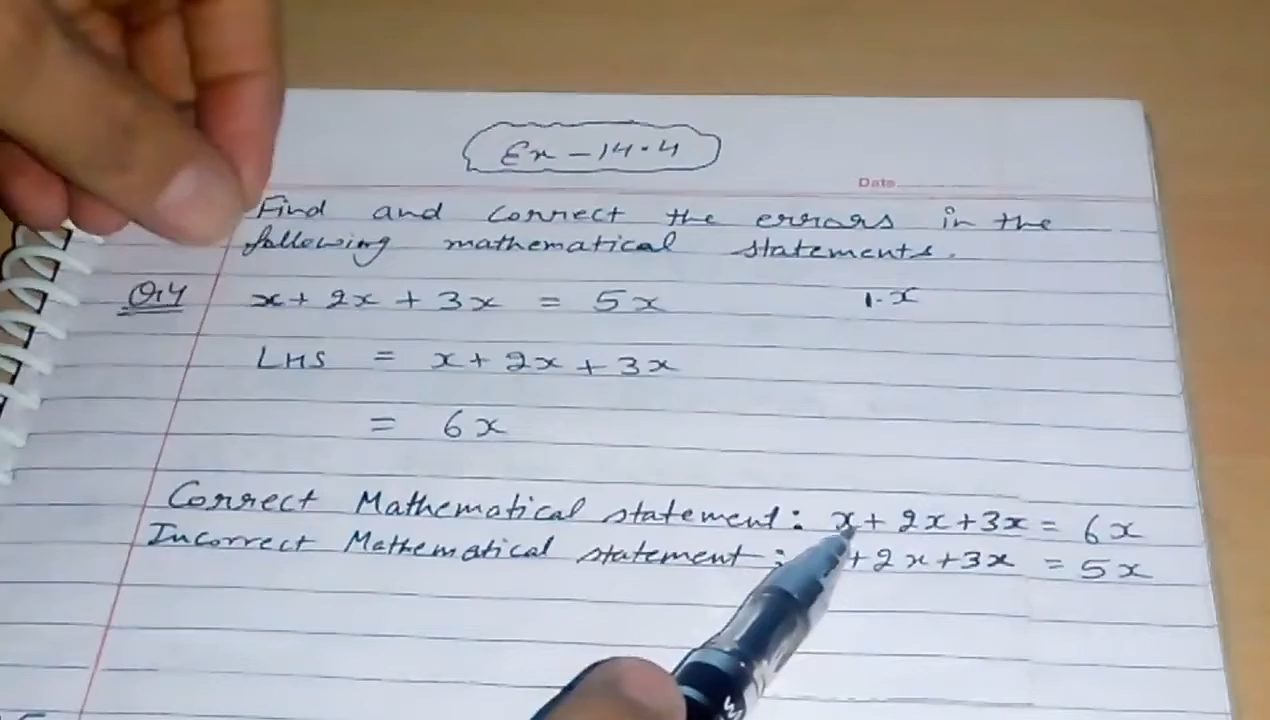 Ex - 14.4
Date
Find and correct the errors in the
following mathematical statements.
Q.4 x + 2x + 3x = 5x 1.x
LHS = x + 2x + 3x
= 6x
Correct Mathematical statement : x + 2x + 3x = 6x
Incorrect Mathematical statement : + 2x + 3x = 5x